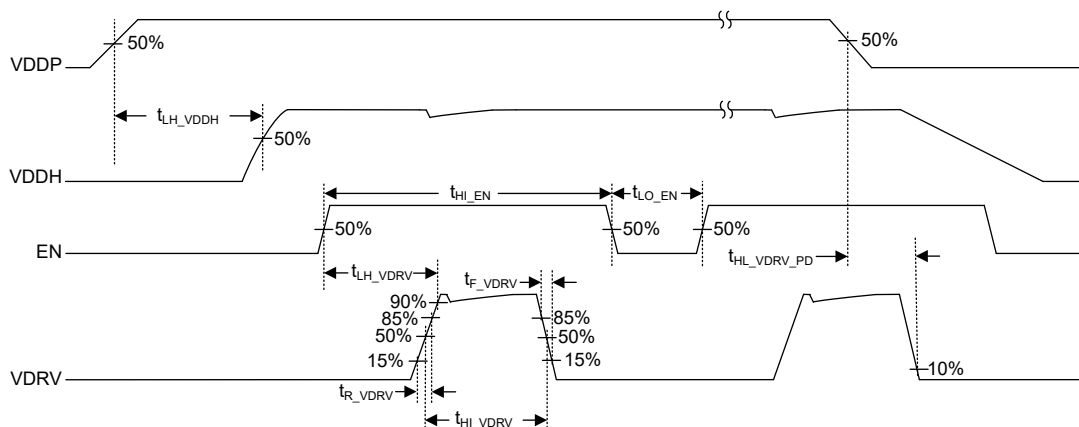 VDDP
50%
50%
tLH_VDDH
50%
VDDH
tHI_EN
tLO_EN
EN
50%
50%
50%
tHL_VDRV_PD
tLH_VDRV
tF_VDRV
90%
85%
50%
15%
85%
50%
15%
VDRV
10%
tR_VDRV
tHI_VDRV